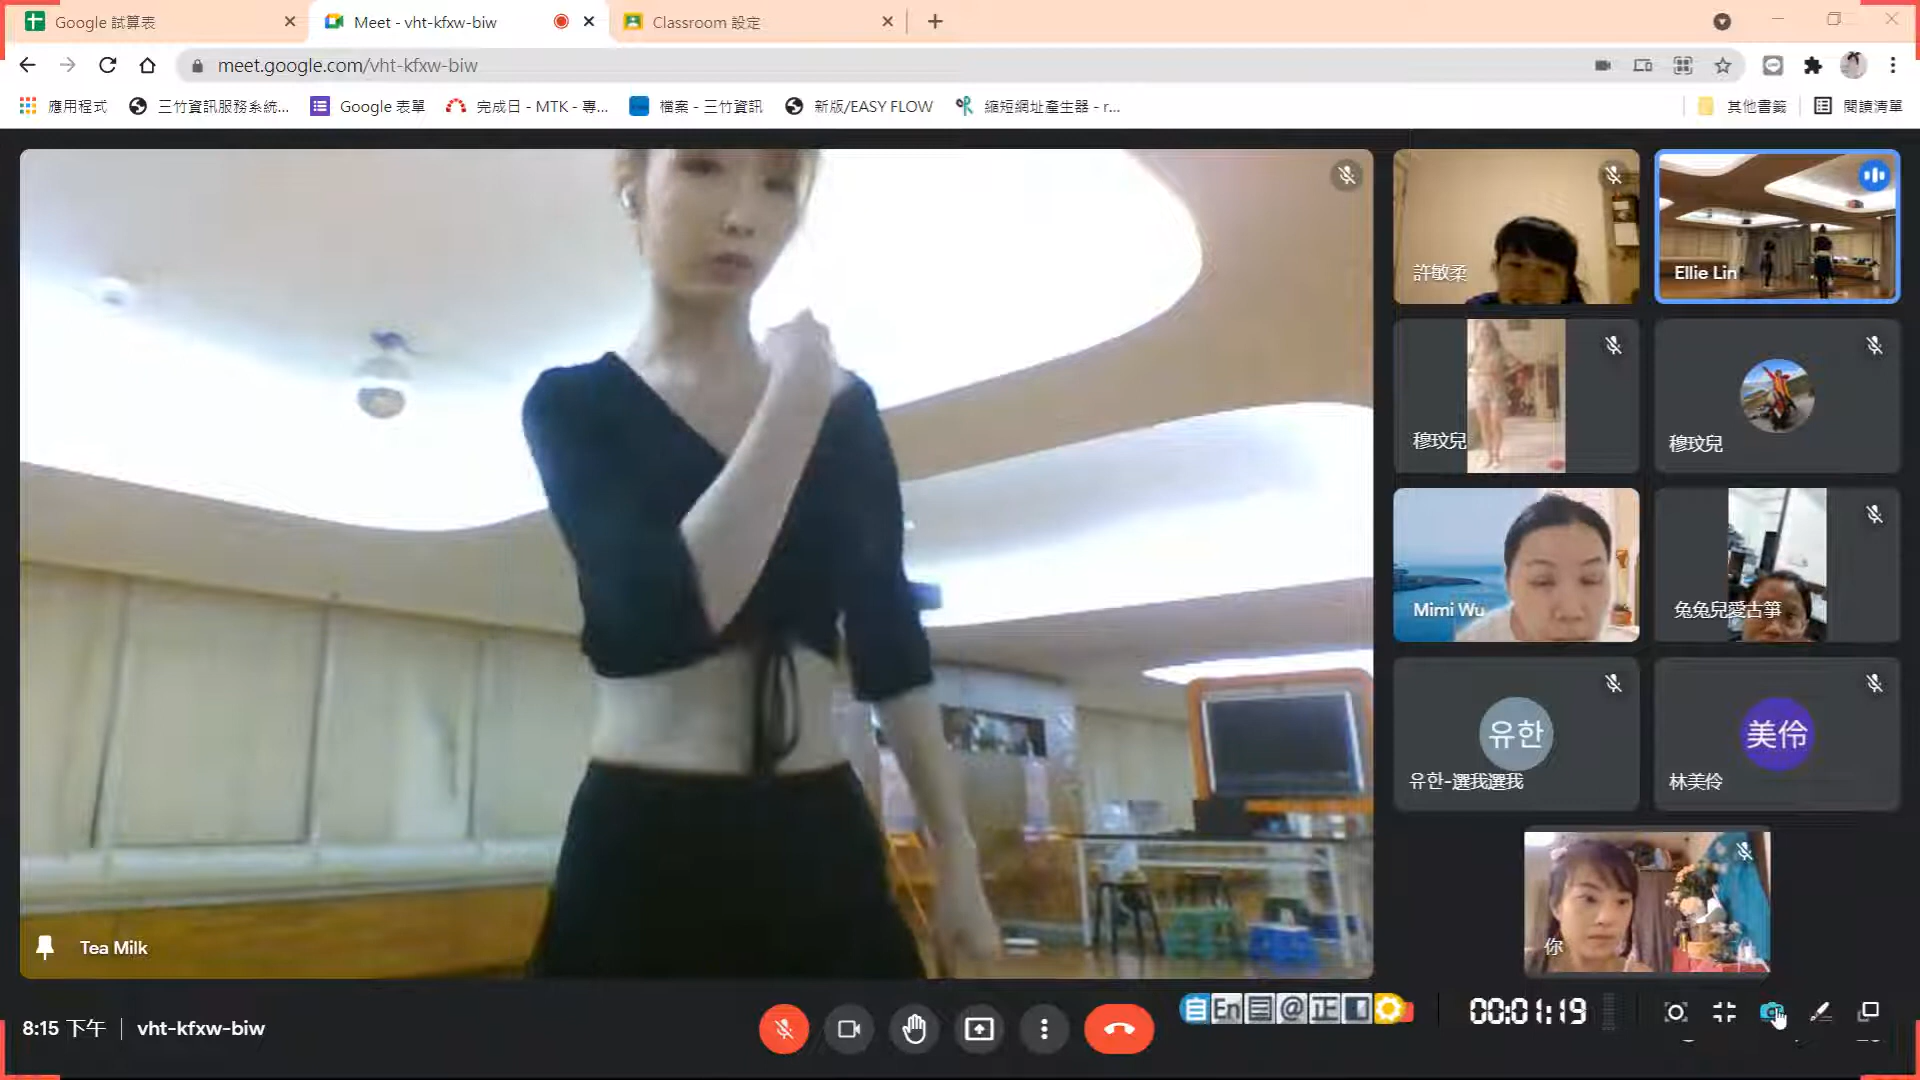 Google 試算表
Meet - vht-kfxw-biw
Classroom 設定
meet.google.com/vht-kfxw-biw
應用程式
三竹資訊服務系統...
Google 表單
完成日 - MTK - 專...
檔案 - 三竹資訊
新版/EASY FLOW
縮短網址產生器 - r...
其他書籤
閱讀清單
許敏柔
Ellie Lin
穆玟兒
穆玟兒
Mimi Wu
兔兔兒愛古箏
유한
유한-選我選我
美伶
林美伶
你
Tea Milk
8:15 下午
vht-kfxw-biw
En
@
正
00:01:19